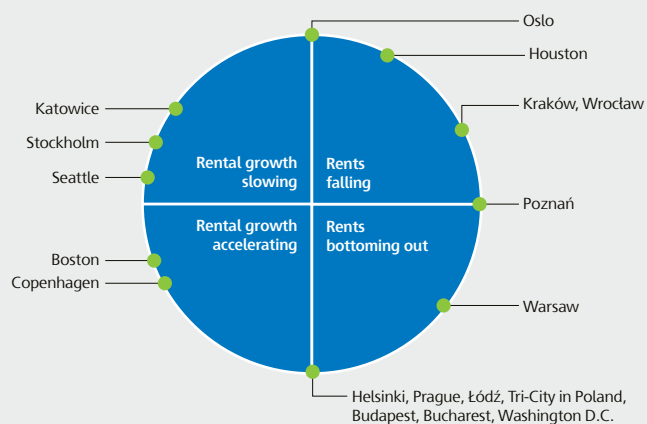 Oslo
Houston
Katowice
Kraków, Wrocław
Stockholm
Rental growth
slowing
Rents
falling
Seattle
Poznań
Rental growth
accelerating
Rents
bottoming out
Boston
Copenhagen
Warsaw
Helsinki, Prague, Łódź, Tri-City in Poland,
Budapest, Bucharest, Washington D.C.